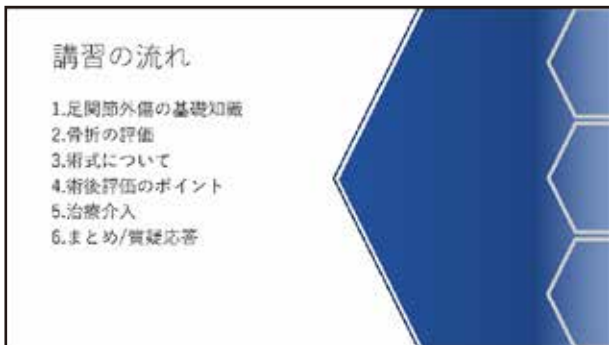 講習の流れ
1.足関節外傷の基礎知識
2.骨折の評価
3.術式について
4.術後評価のポイント
5.治療介入
6.まとめ/質疑応答